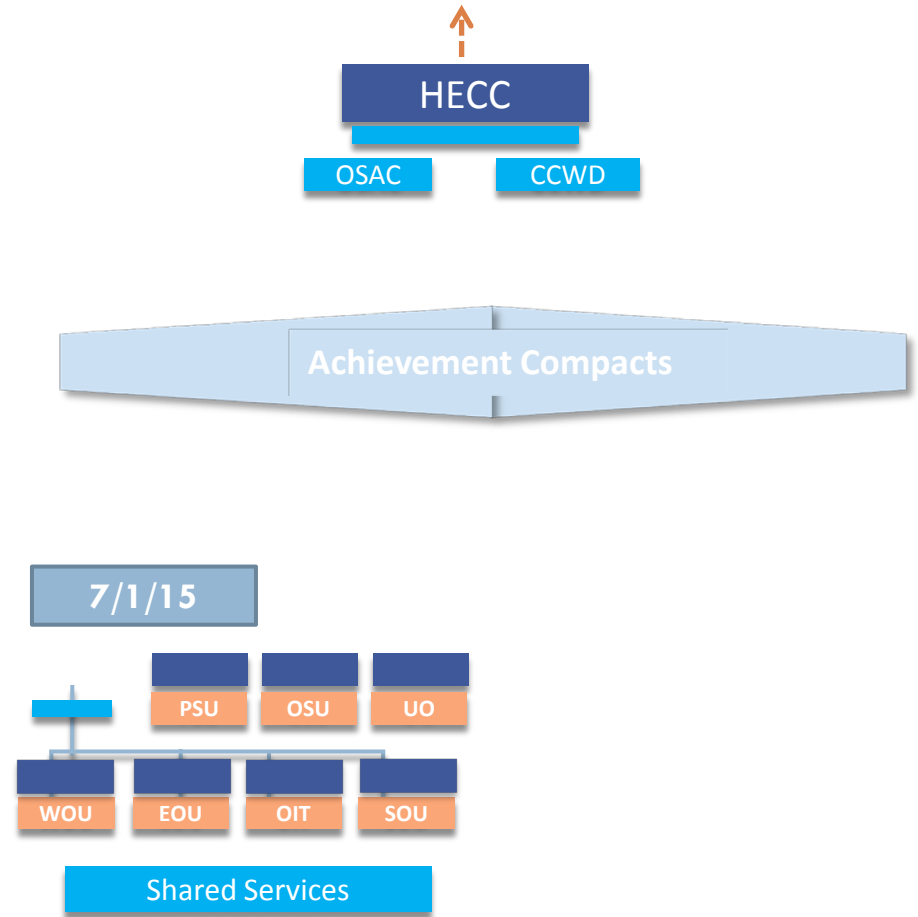 HECC
OSAC
CCWD
Achievement Compacts
7/1/15
PSU
OSU
UO
WOU
EOU
OIT
SOU
Shared Services